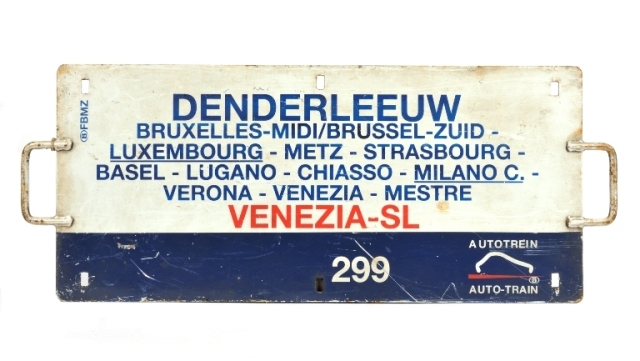 DENDERLEEUW
BRUXELLES-MIDI/BRUSSEL-ZUID -
LUXEMBOURG - METZ - STRASBOURG -
BASEL - LUGANO - CHIASSO - MILANO C. -
VERONA - VENEZIA - MESTRE
VENEZIA-SL
299
AUTOTREIN
B
AUTO-TRAIN
B FBMZ